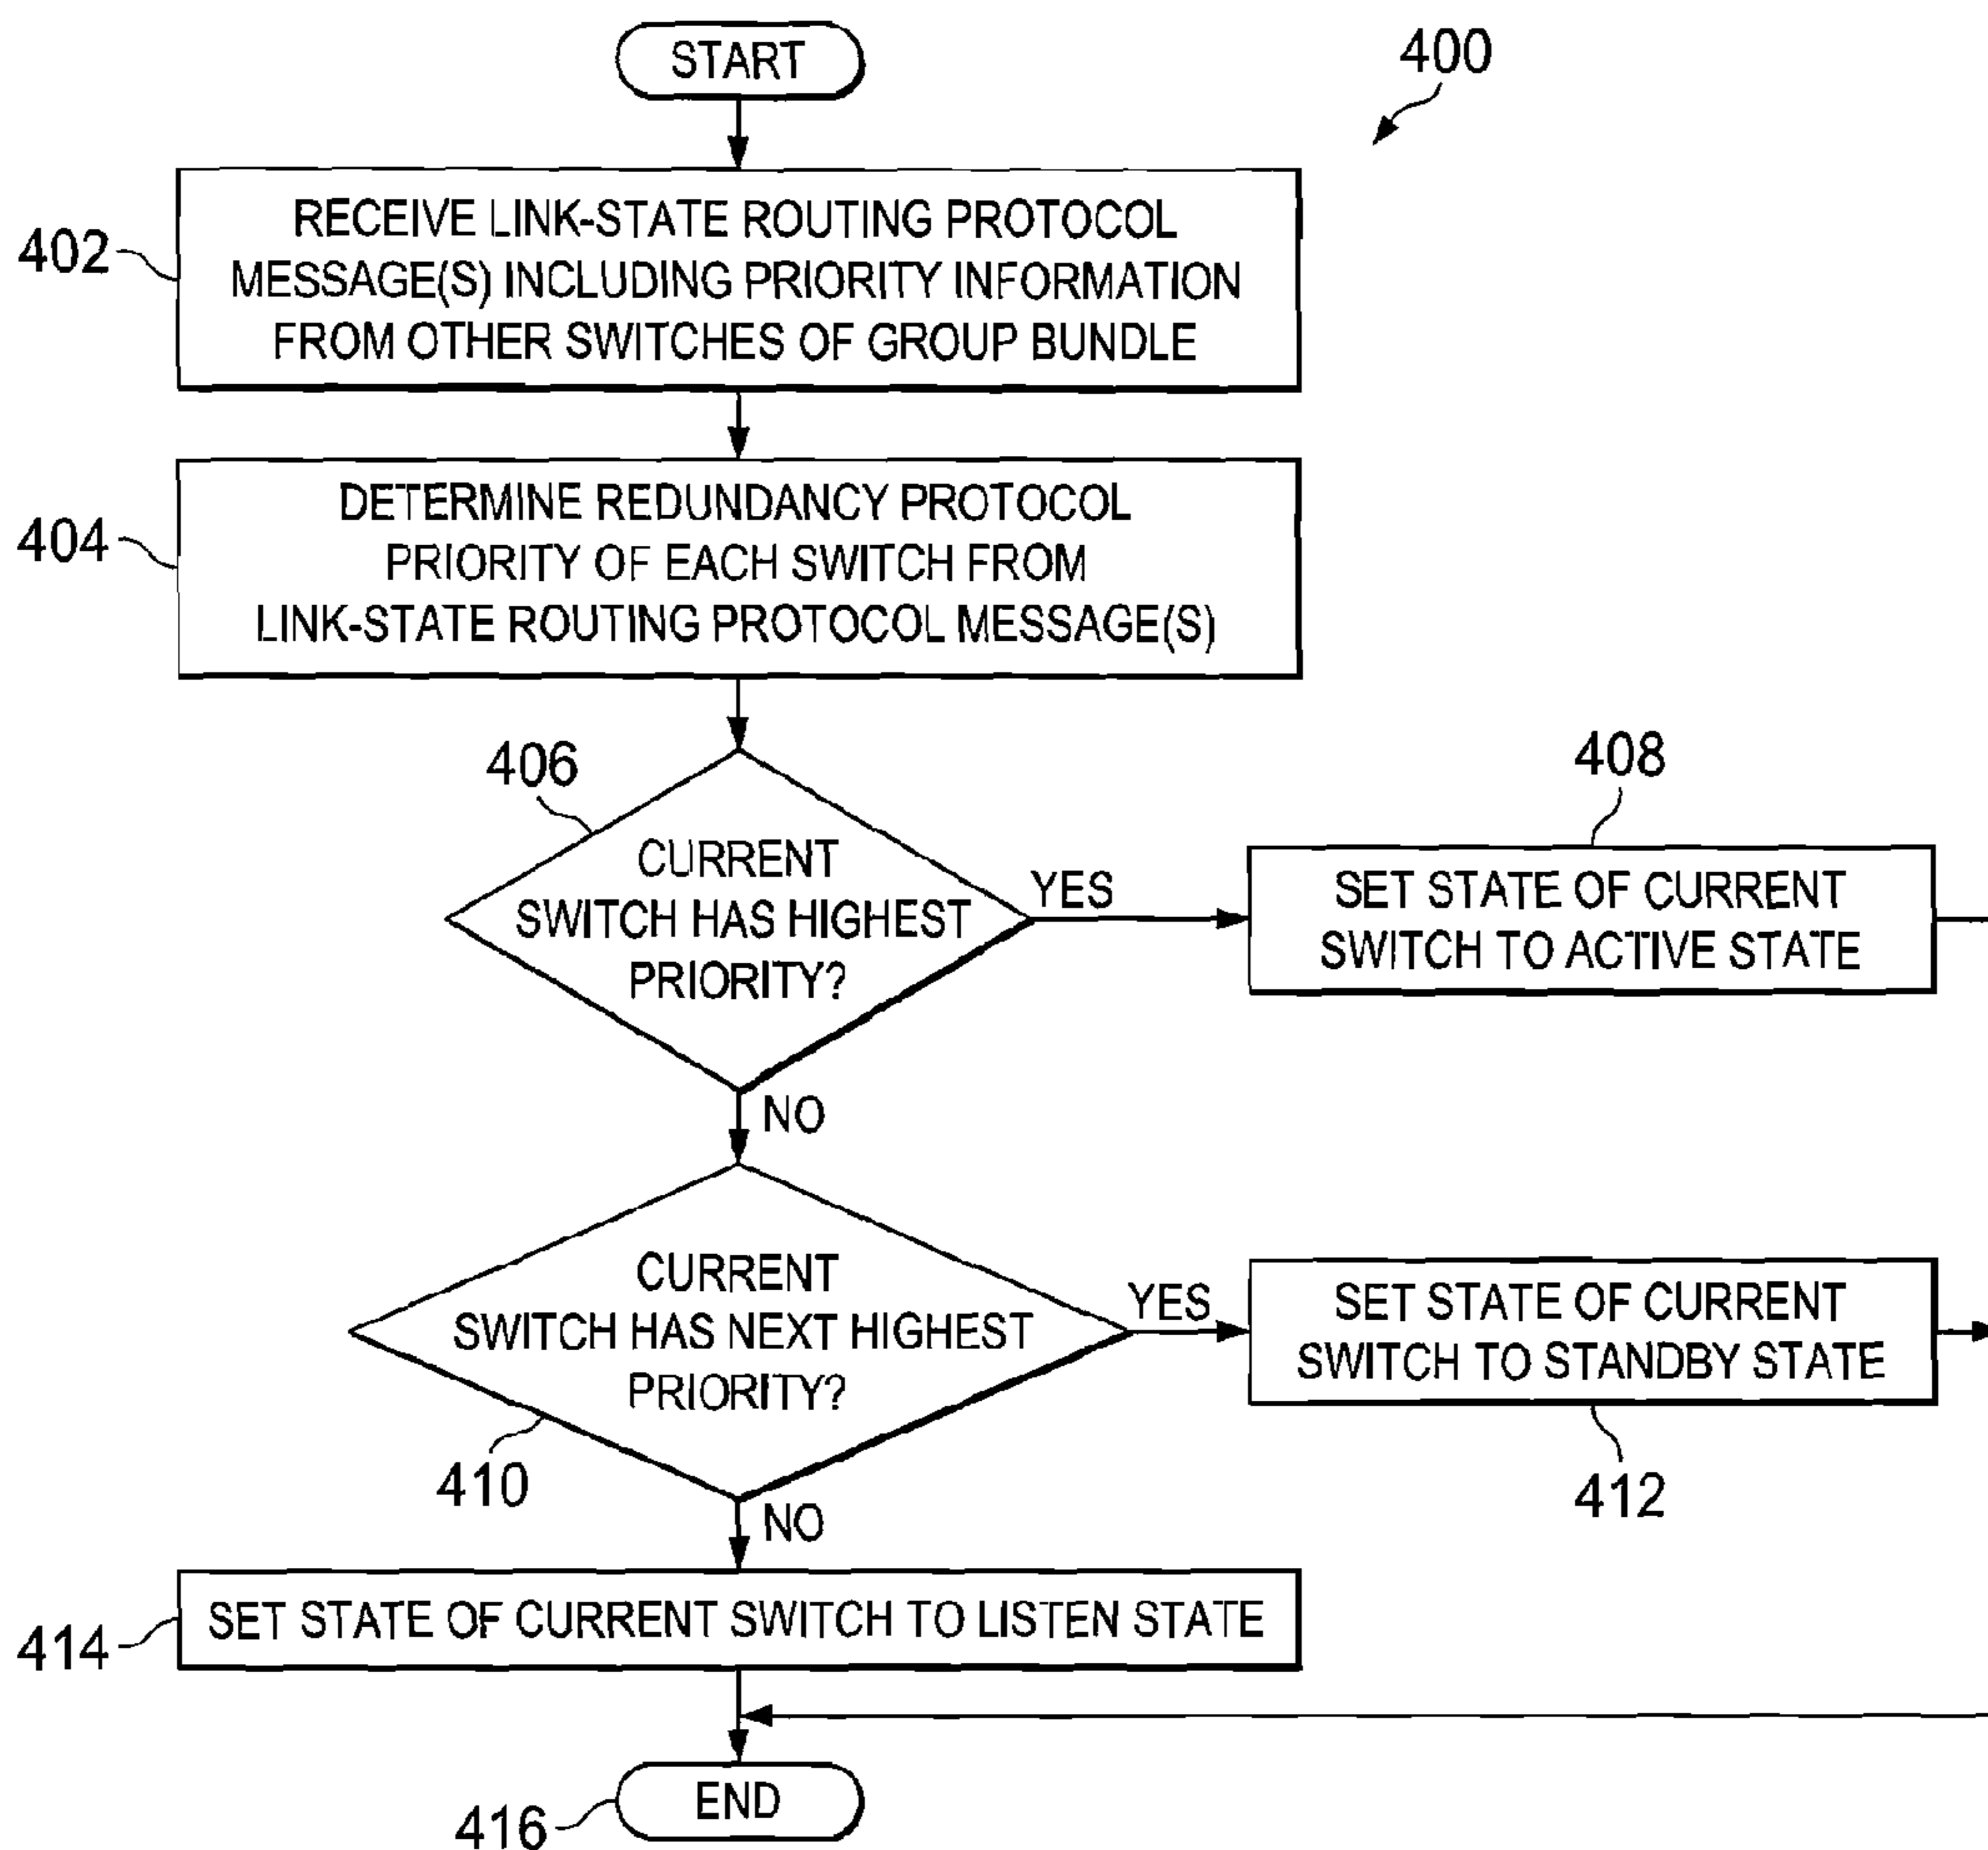 START
400
402
RECEIVE LINK-STATE ROUTING PROTOCOL
MESSAGE(S) INCLUDING PRIORITY INFORMATION
FROM OTHER SWITCHES OF GROUP BUNDLE
404
DETERMINE REDUNDANCY PROTOCOL
PRIORITY OF EACH SWITCH FROM
LINK-STATE ROUTING PROTOCOL MESSAGE(S)
406
CURRENT
SWITCH HAS HIGHEST
PRIORITY?
YES
408
SET STATE OF CURRENT
SWITCH TO ACTIVE STATE
NO
CURRENT
SWITCH HAS NEXT HIGHEST
PRIORITY?
410
YES
SET STATE OF CURRENT
SWITCH TO STANDBY STATE
412
NO
414
SET STATE OF CURRENT SWITCH TO LISTEN STATE
END
416